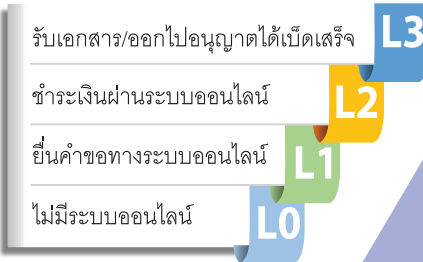 รับเอกสาร/ออกไปอนุญาตได้เบ็ดเสร็จ L3
ชำระเงินผ่านระบบออนไลน์ L2
ยื่นคำขอทางระบบออนไลน์ L1
ไม่มีระบบออนไลน์ L0